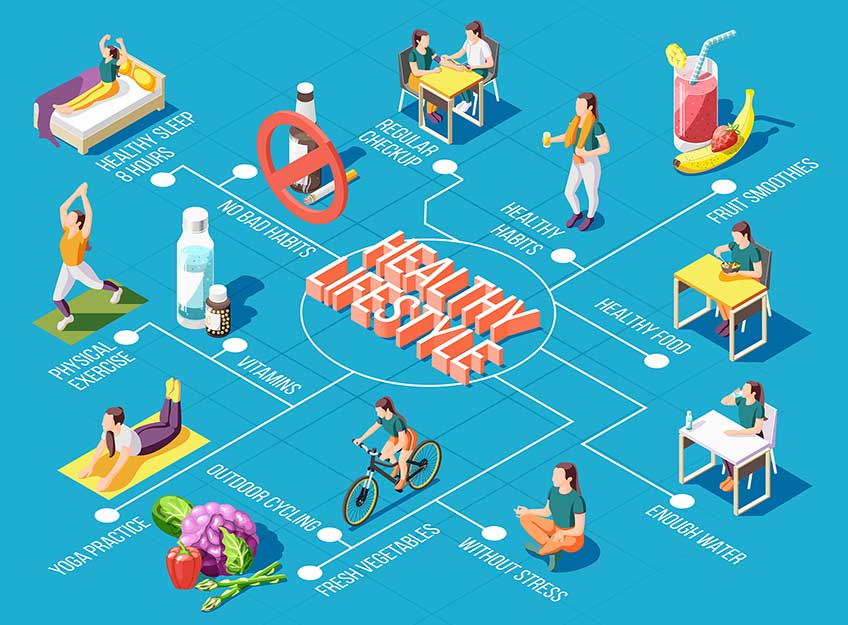 HEALTHY SLEEP
8 HOURS
NO BAD HABITS
REGULAR
CHECKUP
HEALTHY
HABITS
FRUIT SMOOTHIES
HEALTHY
LIFESTYLE
HEALTHY FOOD
PHYSICAL
EXERCISE
VITAMINS
YOGA PRACTICE
OUTDOOR CYCLING
FRESH VEGETABLES
WITHOUT STRESS
ENOUGH WATER